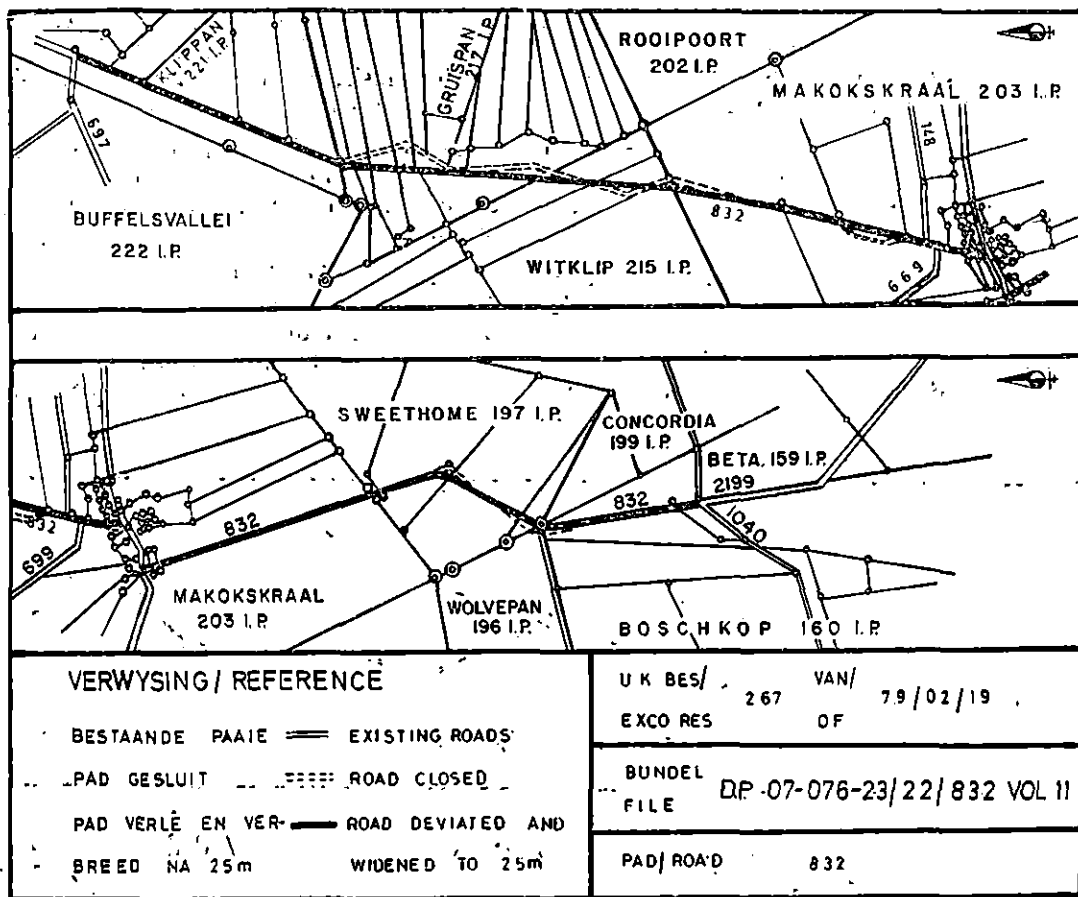 KLIPPAN
221 I.P.
GRUISPAN
217 I.P.
ROOIPOORT
202 I.P.
MAKOKSKRAAL 203 I.P.
697
148
BUFFELSVALLEI
222 I.P.
832
WITKLIP 215 I.P.
669
SWEETHOME 197 I.P.
CONCORDIA
199 I.P.
BETA 159 I.P.
2199
832
832
832
1040
699
MAKOKSKRAAL
203 I.P.
WOLVEPAN
196 I.P.
BOSCHKOP 160 I.P.
VERWYSING/ REFERENCE
BESTAANDE PAAIE EXISTING ROADS
PAD GESLUIT ROAD CLOSED
PAD VERLÊ EN VER- ROAD DEVIATED AND
BREED NA 25m WIDENED TO 25m
U K BES/ 267 VAN/ 79/02/19
EXCO RES OF
BUNDEL
FILE DP-07-076-23/22/832 VOL 11
PAD/ROAD 832